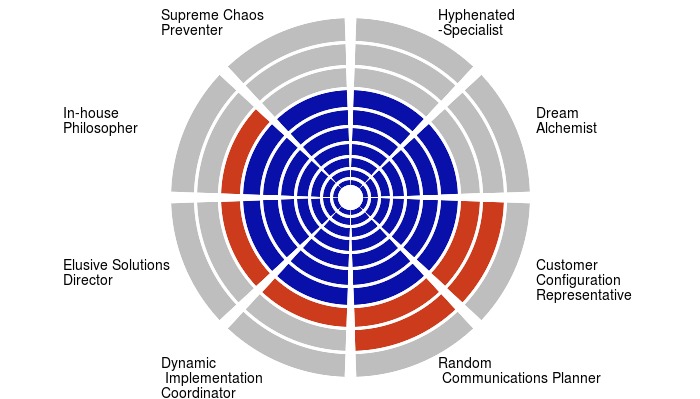 Supreme Chaos
Preventer
Hyphenated
-Specialist
In-house
Philosopher
Dream
Alchemist
Elusive Solutions
Director
Customer
Configuration
Representative
Dynamic
Implementation
Coordinator
Random
Communications Planner